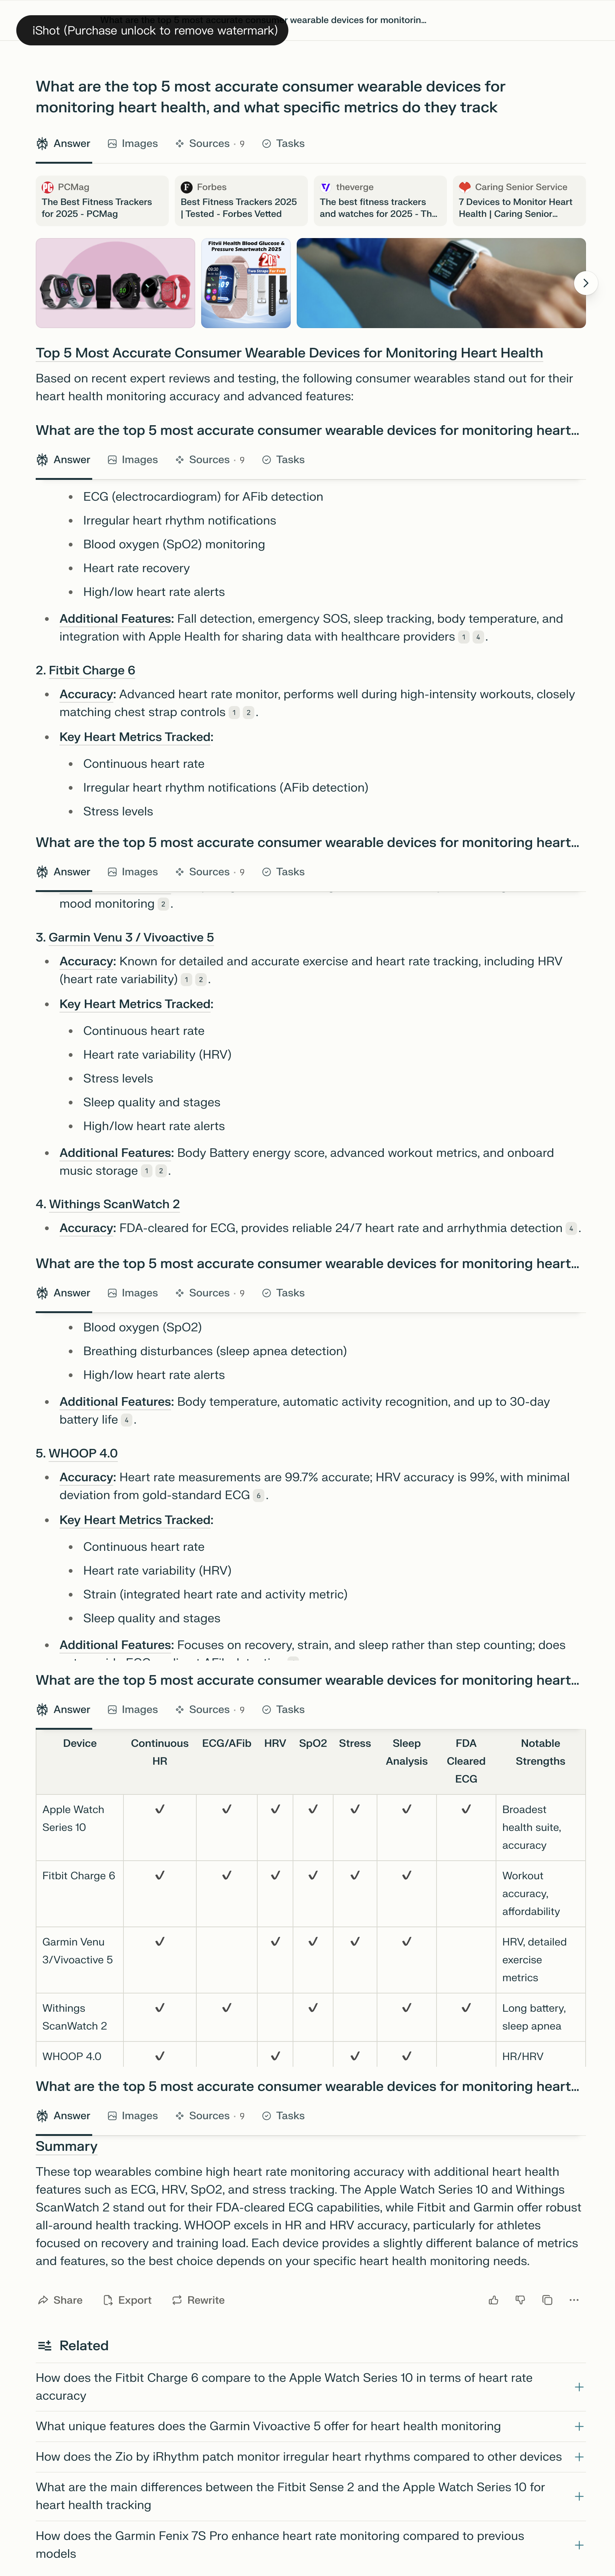 What are the top 5 most accurate consumer wearable devices for monitorin...
iShot (Purchase unlock to remove watermark)
What are the top 5 most accurate consumer wearable devices for
monitoring heart health, and what specific metrics do they track
Answer
Images
Sources · 9
Tasks
PCMag
The Best Fitness Trackers
for 2025 - PCMag
Forbes
Best Fitness Trackers 2025
| Tested - Forbes Vetted
theverge
The best fitness trackers
and watches for 2025 - Th...
Caring Senior Service
7 Devices to Monitor Heart
Health | Caring Senior...
Fitvii Health Blood Glucose &
Pressure Smartwatch 2025
Top 5 Most Accurate Consumer Wearable Devices for Monitoring Heart Health
Based on recent expert reviews and testing, the following consumer wearables stand out for their
heart health monitoring accuracy and advanced features:
What are the top 5 most accurate consumer wearable devices for monitoring heart...
Answer
Images
Sources · 9
Tasks
• ECG (electrocardiogram) for AFib detection
• Irregular heart rhythm notifications
• Blood oxygen (SpO2) monitoring
• Heart rate recovery
• High/low heart rate alerts
• Additional Features: Fall detection, emergency SOS, sleep tracking, body temperature, and
integration with Apple Health for sharing data with healthcare providers 1 4 .
2. Fitbit Charge 6
• Accuracy: Advanced heart rate monitor, performs well during high-intensity workouts, closely
matching chest strap controls 1 2 .
• Key Heart Metrics Tracked:
• Continuous heart rate
• Irregular heart rhythm notifications (AFib detection)
• Stress levels
What are the top 5 most accurate consumer wearable devices for monitoring heart...
Answer
Images
Sources · 9
Tasks
mood monitoring 2 .
3. Garmin Venu 3 / Vivoactive 5
• Accuracy: Known for detailed and accurate exercise and heart rate tracking, including HRV
(heart rate variability) 1 2 .
• Key Heart Metrics Tracked:
• Continuous heart rate
• Heart rate variability (HRV)
• Stress levels
• Sleep quality and stages
• High/low heart rate alerts
• Additional Features: Body Battery energy score, advanced workout metrics, and onboard
music storage 1 2 .
4. Withings ScanWatch 2
• Accuracy: FDA-cleared for ECG, provides reliable 24/7 heart rate and arrhythmia detection 4 .
What are the top 5 most accurate consumer wearable devices for monitoring heart...
Answer
Images
Sources · 9
Tasks
• Blood oxygen (SpO2)
• Breathing disturbances (sleep apnea detection)
• High/low heart rate alerts
• Additional Features: Body temperature, automatic activity recognition, and up to 30-day
battery life 4 .
5. WHOOP 4.0
• Accuracy: Heart rate measurements are 99.7% accurate; HRV accuracy is 99%, with minimal
deviation from gold-standard ECG 6 .
• Key Heart Metrics Tracked:
• Continuous heart rate
• Heart rate variability (HRV)
• Strain (integrated heart rate and activity metric)
• Sleep quality and stages
• Additional Features: Focuses on recovery, strain, and sleep rather than step counting; does
What are the top 5 most accurate consumer wearable devices for monitoring heart...
Answer
Images
Sources · 9
Tasks
Device Continuous HR ECG/AFib HRV SpO2 Stress Sleep Analysis FDA Cleared ECG Notable Strengths
Apple Watch Series 10 ✓ ✓ ✓ ✓ ✓ ✓ ✓ Broadest health suite, accuracy
Fitbit Charge 6 ✓ ✓ ✓ ✓ ✓ ✓ Workout accuracy, affordability
Garmin Venu 3/Vivoactive 5 ✓ ✓ ✓ ✓ ✓ HRV, detailed exercise metrics
Withings ScanWatch 2 ✓ ✓ ✓ ✓ ✓ Long battery, sleep apnea
WHOOP 4.0 ✓ ✓ ✓ ✓ HR/HRV
What are the top 5 most accurate consumer wearable devices for monitoring heart...
Answer
Images
Sources · 9
Tasks
Summary
These top wearables combine high heart rate monitoring accuracy with additional heart health
features such as ECG, HRV, SpO2, and stress tracking. The Apple Watch Series 10 and Withings
ScanWatch 2 stand out for their FDA-cleared ECG capabilities, while Fitbit and Garmin offer robust
all-around health tracking. WHOOP excels in HR and HRV accuracy, particularly for athletes
focused on recovery and training load. Each device provides a slightly different balance of metrics
and features, so the best choice depends on your specific heart health monitoring needs.
Share
Export
Rewrite
Related
How does the Fitbit Charge 6 compare to the Apple Watch Series 10 in terms of heart rate
accuracy
What unique features does the Garmin Vivoactive 5 offer for heart health monitoring
How does the Zio by iRhythm patch monitor irregular heart rhythms compared to other devices
What are the main differences between the Fitbit Sense 2 and the Apple Watch Series 10 for
heart health tracking
How does the Garmin Fenix 7S Pro enhance heart rate monitoring compared to previous
models